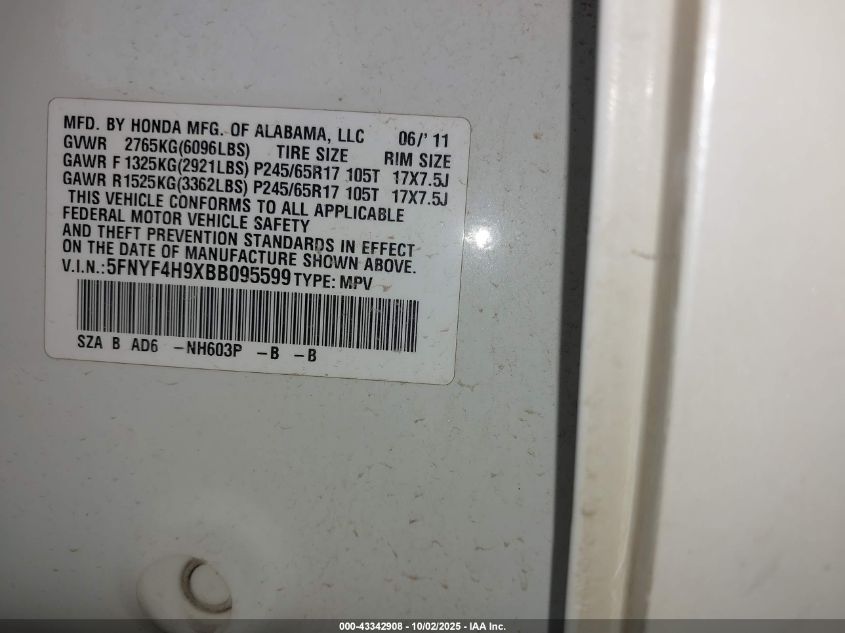 MFD. BY HONDA MFG. OF ALABAMA, LLC 06/'11
GVWR 2765KG(6096LBS) TIRE SIZE RIM SIZE
GAWR F 1325KG(2921LBS) P245/65R17 105T 17X7.5J
GAWR R1525KG(3362LBS) P245/65R17 105T 17X7.5J
THIS VEHICLE CONFORMS TO ALL APPLICABLE
FEDERAL MOTOR VEHICLE SAFETY
AND THEFT PREVENTION STANDARDS IN EFFECT
ON THE DATE OF MANUFACTURE SHOWN ABOVE.
V.I.N.:5FNYF4H9XBB095599 TYPE: MPV
SZA B AD6 -NH603P -B -B
000-43342908 - 10/02/2025 - IAA Inc.